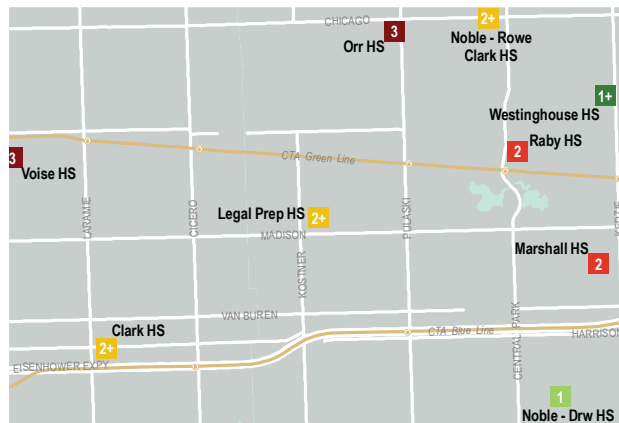 CHICAGO
2+
3
Orr HS
Noble - Rowe
Clark HS
1+
Westinghouse HS
2
Raby HS
CTA Green Line
3
Voise HS
LARAMIE
CICERO
Legal Prep HS
2+
MADISON
KOSTNER
PULASKI
KEDZIE
Marshall HS
2
VAN BUREN
CTA Blue Line
HARRISON
CENTRAL PARK
Clark HS
2+
EISENHOWER EXPY
1
Noble - Drw HS